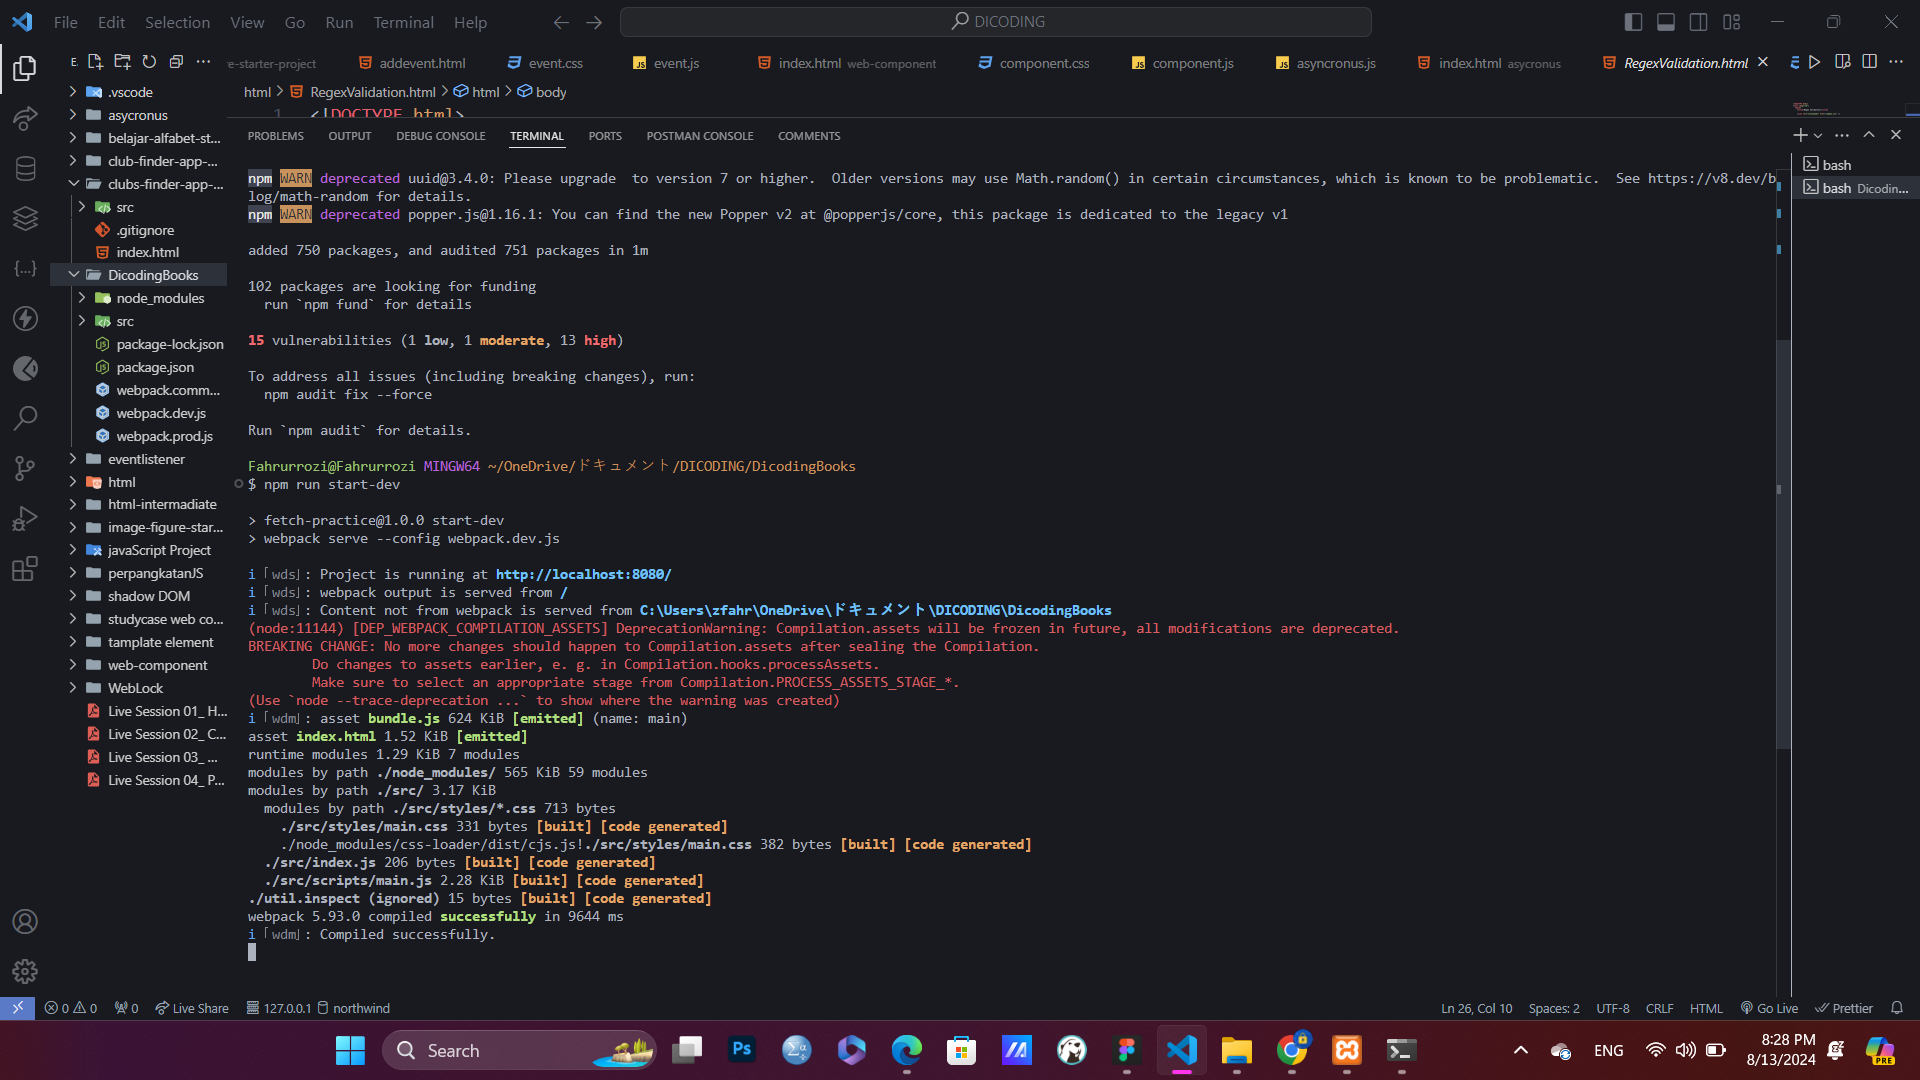 File Edit Selection View Go Run Terminal Help
DICODING
E
e-starter-project
addevent.html
event.css
event.js
index.html web-component
component.css
component.js
asyncronus.js
index.html asycronus
RegexValidation.html
html > RegexValidation.html > html > body
1 <!DOCTYPE html>
.vscode
asycronus
belajar-alfabet-st...
club-finder-app-...
clubs-finder-app-...
src
.gitignore
index.html
DicodingBooks
node_modules
src
package-lock.json
package.json
webpack.comm...
webpack.dev.js
webpack.prod.js
eventlistener
html
html-intermadiate
image-figure-star...
javaScript Project
perpangkatanJS
shadow DOM
studycase web co...
tamplate element
web-component
WebLock
Live Session 01_ H...
Live Session 02_ C...
Live Session 03_ ...
Live Session 04_ P...
PROBLEMS OUTPUT DEBUG CONSOLE TERMINAL PORTS POSTMAN CONSOLE COMMENTS
bash
bash Dicodin...
npm WARN deprecated uuid@3.4.0: Please upgrade  to version 7 or higher.  Older versions may use Math.random() in certain circumstances, which is known to be problematic.  See https://v8.dev/b
log/math-random for details.
npm WARN deprecated popper.js@1.16.1: You can find the new Popper v2 at @popperjs/core, this package is dedicated to the legacy v1
added 750 packages, and audited 751 packages in 1m
102 packages are looking for funding
run `npm fund` for details
15 vulnerabilities (1 low, 1 moderate, 13 high)
To address all issues (including breaking changes), run:
npm audit fix --force
Run `npm audit` for details.
Fahrurrozi@Fahrurrozi MINGW64 ~/OneDrive/ドキュメント/DICODING/DicodingBooks
$ npm run start-dev
> fetch-practice@1.0.0 start-dev
> webpack serve --config webpack.dev.js
i ｢wds｣: Project is running at http://localhost:8080/
i ｢wds｣: webpack output is served from /
i ｢wds｣: Content not from webpack is served from C:\Users\zfahr\OneDrive\ドキュメント\DICODING\DicodingBooks
(node:11144) [DEP_WEBPACK_COMPILATION_ASSETS] DeprecationWarning: Compilation.assets will be frozen in future, all modifications are deprecated.
BREAKING CHANGE: No more changes should happen to Compilation.assets after sealing the Compilation.
Do changes to assets earlier, e. g. in Compilation.hooks.processAssets.
Make sure to select an appropriate stage from Compilation.PROCESS_ASSETS_STAGE_*.
(Use `node --trace-deprecation ...` to show where the warning was created)
i ｢wdm｣: asset bundle.js 624 KiB [emitted] (name: main)
asset index.html 1.52 KiB [emitted]
runtime modules 1.29 KiB 7 modules
modules by path ./node_modules/ 565 KiB 59 modules
modules by path ./src/ 3.17 KiB
modules by path ./src/styles/*.css 713 bytes
./src/styles/main.css 331 bytes [built] [code generated]
./node_modules/css-loader/dist/cjs.js!./src/styles/main.css 382 bytes [built] [code generated]
./src/index.js 206 bytes [built] [code generated]
./src/scripts/main.js 2.28 KiB [built] [code generated]
./util.inspect (ignored) 15 bytes [built] [code generated]
webpack 5.93.0 compiled successfully in 9644 ms
i ｢wdm｣: Compiled successfully.
0 0 0 Live Share 127.0.0.1 northwind
Ln 26, Col 10 Spaces: 2 UTF-8 CRLF HTML Go Live Prettier
Search
Ps
ENG
8:28 PM
8/13/2024
PRE